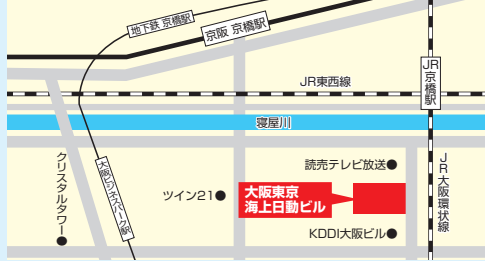 地下鉄 京橋駅
京阪 京橋駅
JR京橋駅
JR東西線
寝屋川
クリスタルタワー●
大阪ビジネスパーク駅
ツイン21●
大阪東京
海上日動ビル
読売テレビ放送●
KDDI大阪ビル●
JR大阪環状線